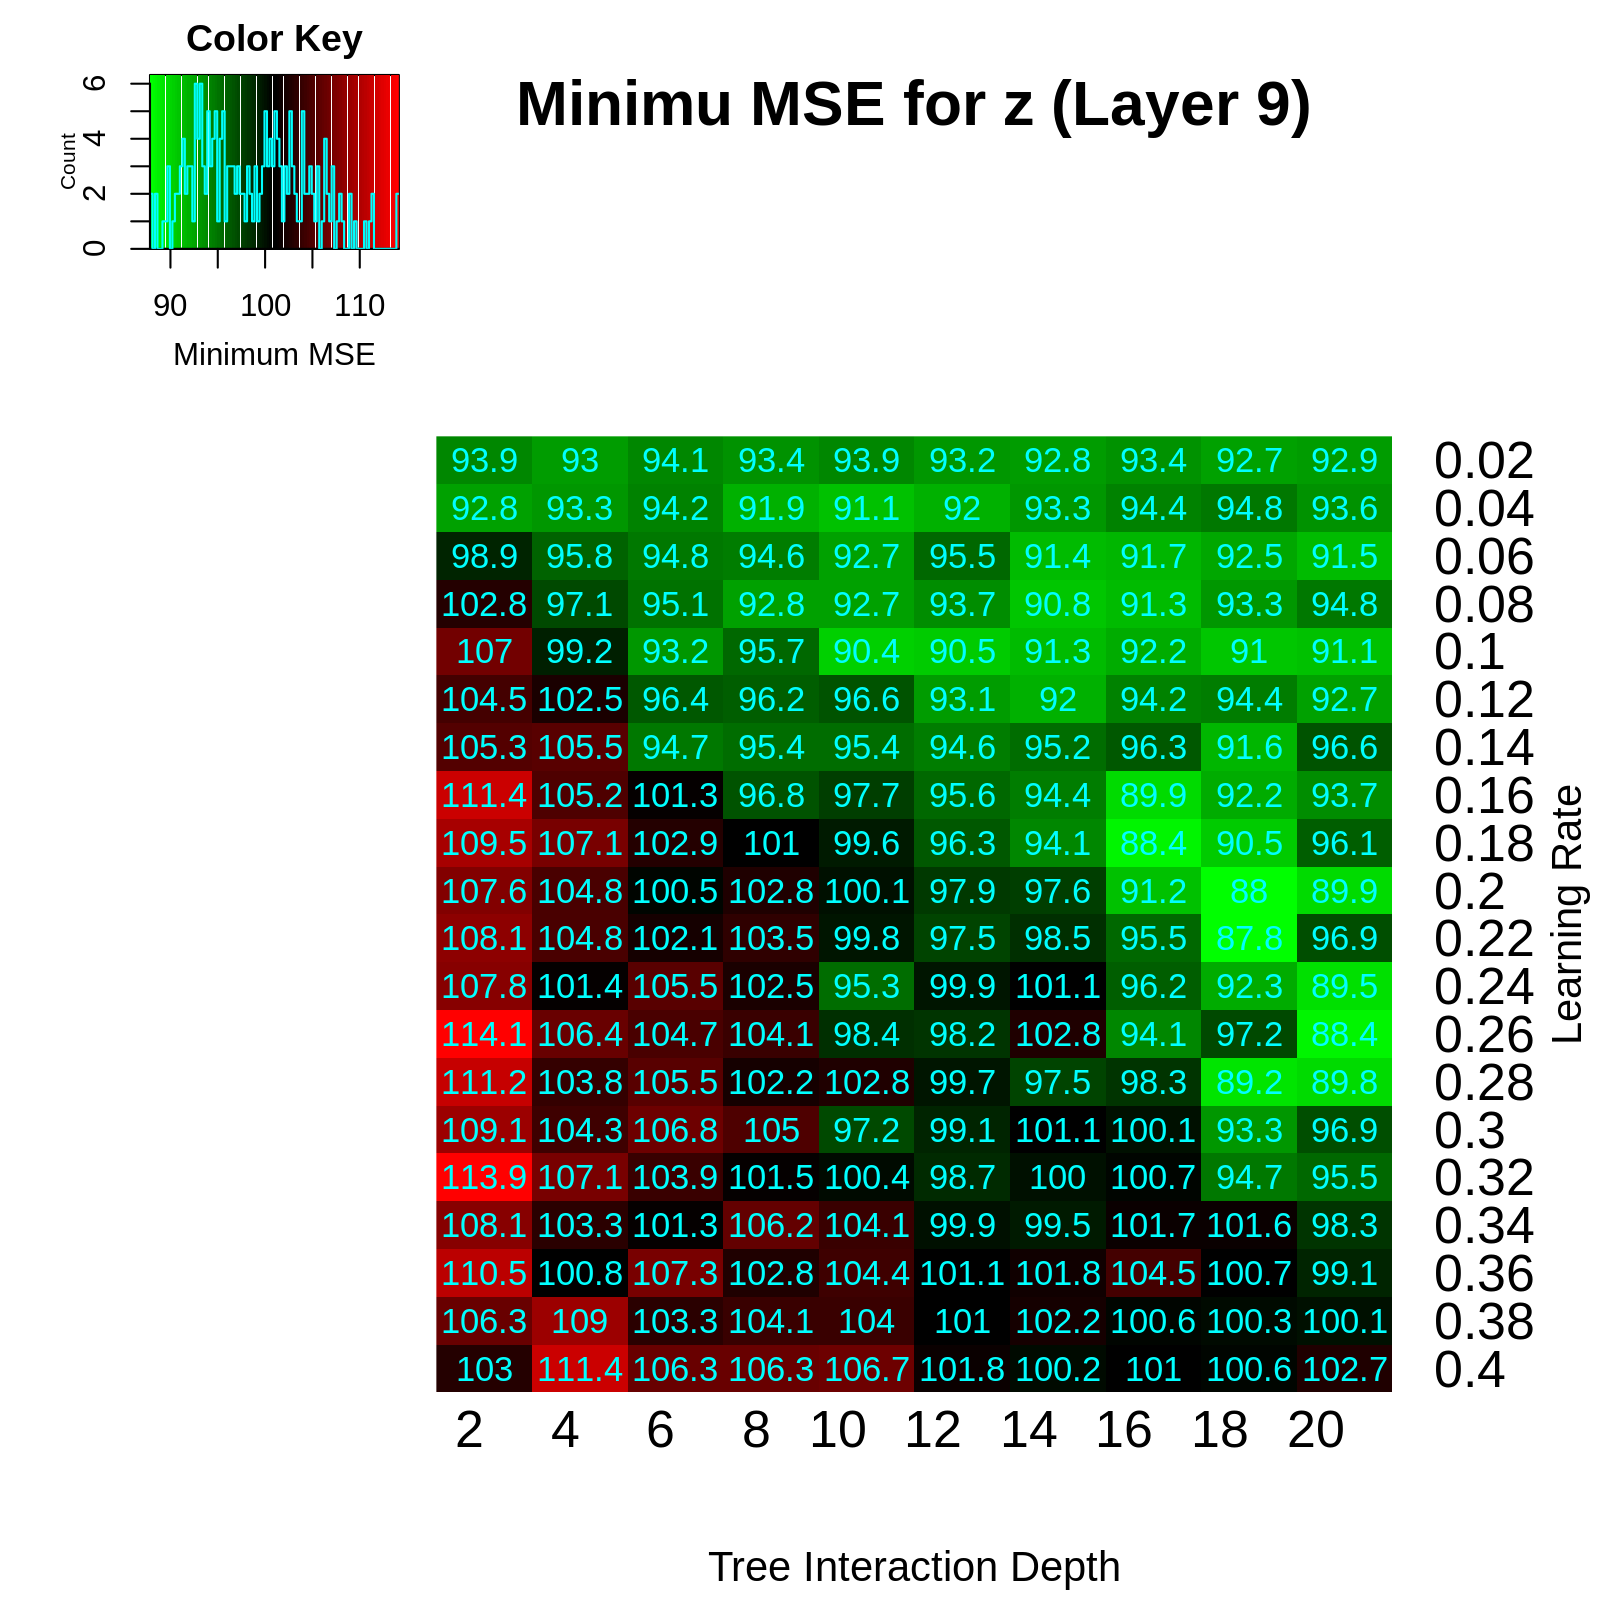 Color Key
Minimu MSE for z (Layer 9)
Count
0 2 4 6
90 100 110
Minimum MSE
93.9 93 94.1 93.4 93.9 93.2 92.8 93.4 92.7 92.9 0.02
92.8 93.3 94.2 91.9 91.1 92 93.3 94.4 94.8 93.6 0.04
98.9 95.8 94.8 94.6 92.7 95.5 91.4 91.7 92.5 91.5 0.06
102.8 97.1 95.1 92.8 92.7 93.7 90.8 91.3 93.3 94.8 0.08
107 99.2 93.2 95.7 90.4 90.5 91.3 92.2 91 91.1 0.1
104.5 102.5 96.4 96.2 96.6 93.1 92 94.2 94.4 92.7 0.12
105.3 105.5 94.7 95.4 95.4 94.6 95.2 96.3 91.6 96.6 0.14
111.4 105.2 101.3 96.8 97.7 95.6 94.4 89.9 92.2 93.7 0.16
109.5 107.1 102.9 101 99.6 96.3 94.1 88.4 90.5 96.1 0.18
107.6 104.8 100.5 102.8 100.1 97.9 97.6 91.2 88 89.9 0.2
108.1 104.8 102.1 103.5 99.8 97.5 98.5 95.5 87.8 96.9 0.22
107.8 101.4 105.5 102.5 95.3 99.9 101.1 96.2 92.3 89.5 0.24
114.1 106.4 104.7 104.1 98.4 98.2 102.8 94.1 97.2 88.4 0.26
111.2 103.8 105.5 102.2 102.8 99.7 97.5 98.3 89.2 89.8 0.28
109.1 104.3 106.8 105 97.2 99.1 101.1 100.1 93.3 96.9 0.3
113.9 107.1 103.9 101.5 100.4 98.7 100 100.7 94.7 95.5 0.32
108.1 103.3 101.3 106.2 104.1 99.9 99.5 101.7 101.6 98.3 0.34
110.5 100.8 107.3 102.8 104.4 101.1 101.8 104.5 100.7 99.1 0.36
106.3 109 103.3 104.1 104 101 102.2 100.6 100.3 100.1 0.38
103 111.4 106.3 106.3 106.7 101.8 100.2 101 100.6 102.7 0.4
Learning Rate
2 4 6 8 10 12 14 16 18 20
Tree Interaction Depth